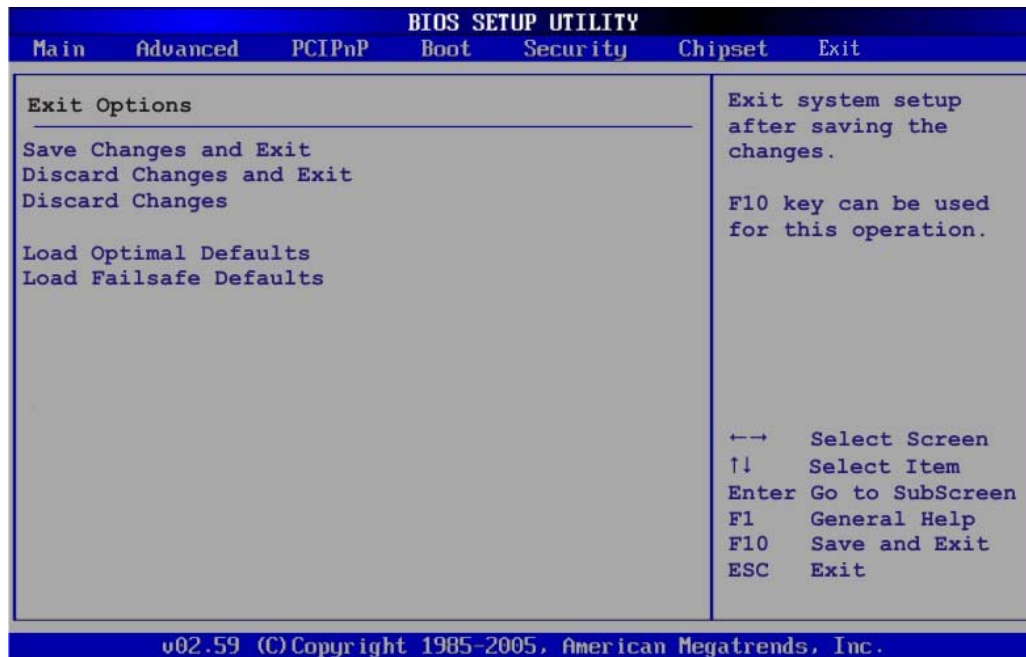 BIOS SETUP UTILITY
Main Advanced PCIPnP Boot Security Chipset Exit
Exit Options
Save Changes and Exit
Discard Changes and Exit
Discard Changes
Load Optimal Defaults
Load Failsafe Defaults
Exit system setup
after saving the
changes.
F10 key can be used
for this operation.
←→ Select Screen
↑↓ Select Item
Enter Go to SubScreen
F1 General Help
F10 Save and Exit
ESC Exit
v02.59 (C)Copyright 1985-2005, American Megatrends, Inc.